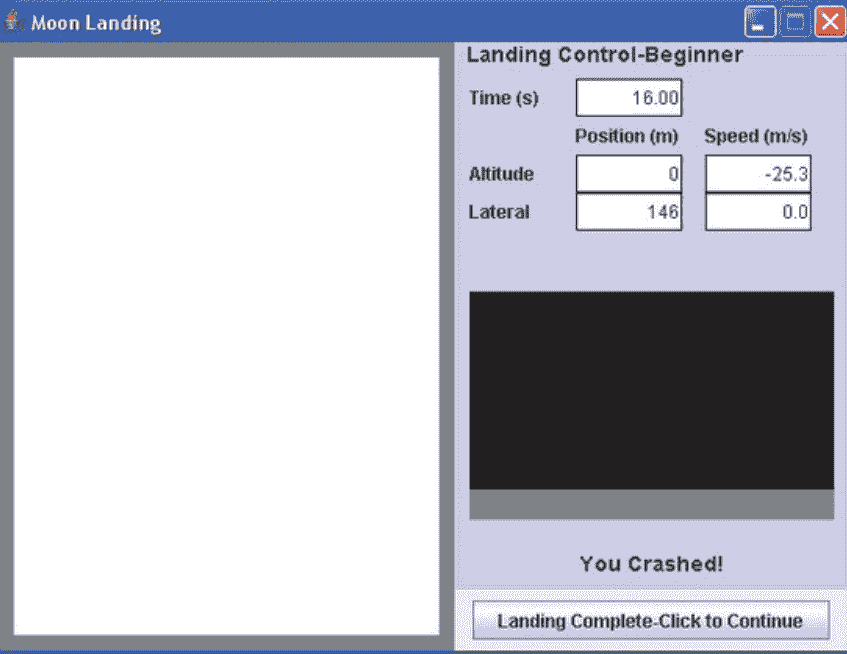 Moon Landing
Landing Control-Beginner
Time (s) 16.00
Position (m) Speed (m/s)
Altitude 0 -25.3
Lateral 146 0.0
You Crashed!
Landing Complete-Click to Continue